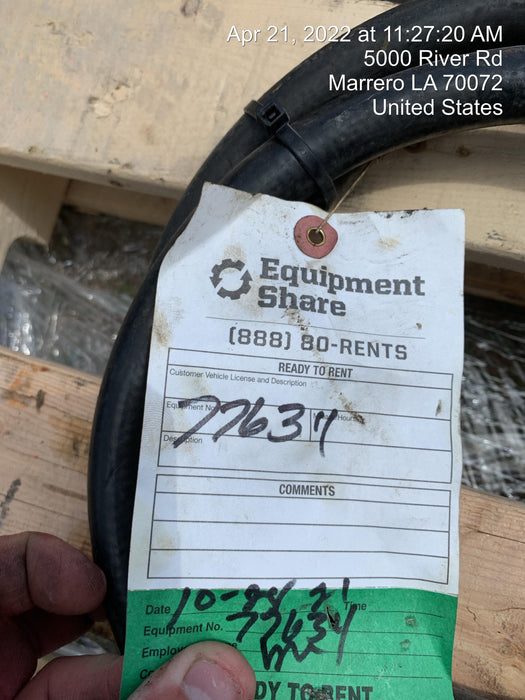 Apr 21, 2022 at 11:27:20 AM
5000 River Rd
Marrero LA 70072
United States
Equipment
Share
(888) 80-RENTS
READY TO RENT
Customer Vehicle License and Description
Equipment No. Hours
77634
Description
COMMENTS
Date 10- 21 Time
Equipment No. 77634
DY TO RENT